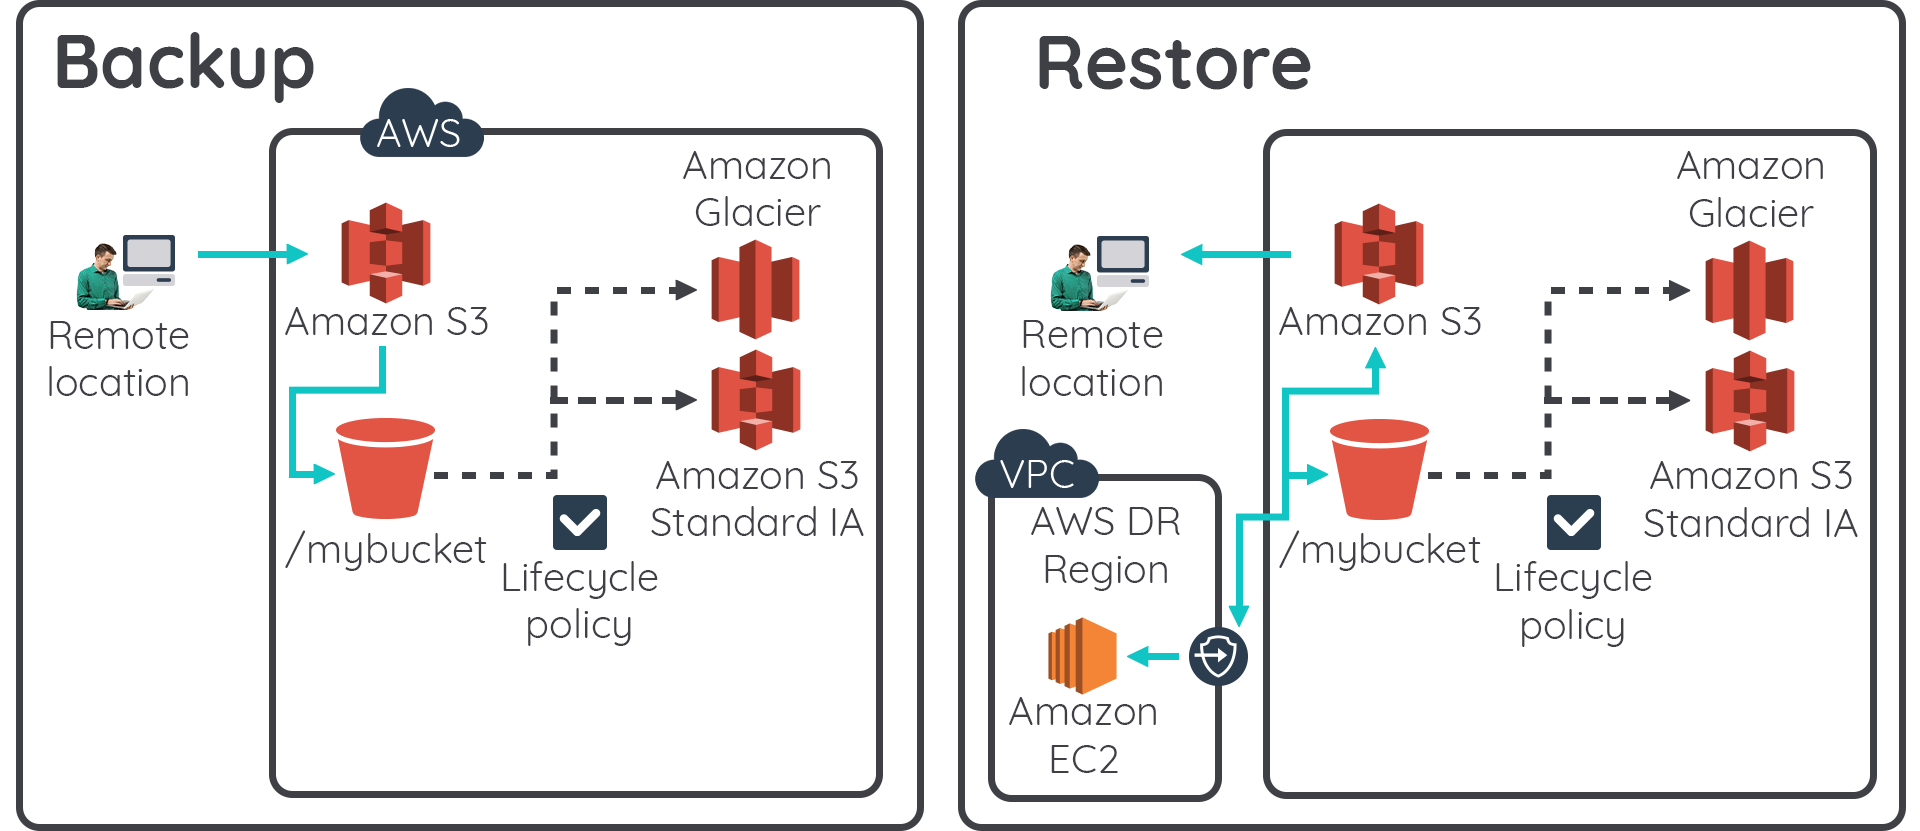 Backup
AWS
Amazon
Glacier
Amazon S3
Remote
location
Amazon S3
Standard IA
/mybucket
Lifecycle
policy
Restore
Amazon
Glacier
Amazon S3
Remote
location
VPC
AWS DR
Region
Amazon S3
Standard IA
/mybucket
Lifecycle
policy
Amazon
EC2